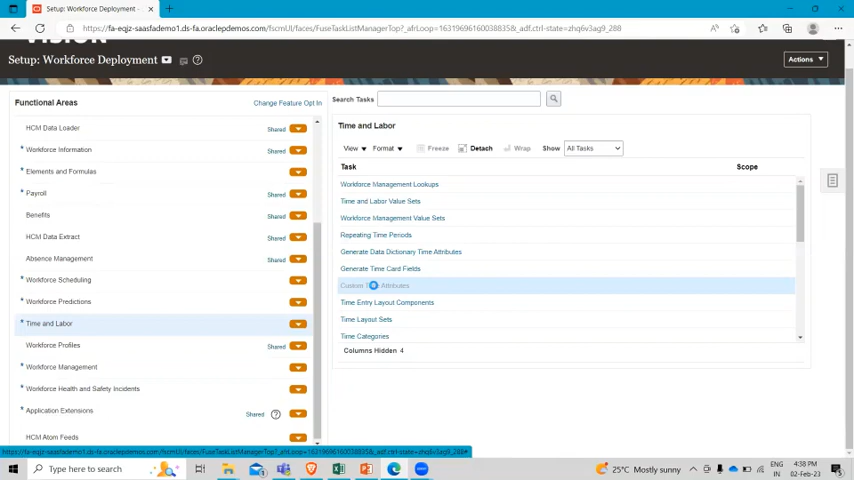 Setup: Workforce Deployment
https://fa-eqjz-saasfademo1.ds-fa.oraclepdemos.com/fscmUI/faces/FuseTaskListManagerTop?_afrLoop=16319696160038835&_adf.ctrl-state=zhq6v3ag9_288
VISION
Setup: Workforce Deployment
Actions
Functional Areas
Change Feature Opt In
HCM Data Loader Shared
* Workforce Information Shared
* Elements and Formulas
* Payroll Shared
Benefits Shared
HCM Data Extract Shared
Absence Management Shared
* Workforce Scheduling
* Workforce Predictions
* Time and Labor
Workforce Profiles Shared
* Workforce Management
* Workforce Health and Safety Incidents
* Application Extensions Shared
HCM Atom Feeds
Search Tasks
Time and Labor
View Format Freeze Detach Wrap Show All Tasks
Task Scope
Workforce Management Lookups
Time and Labor Value Sets
Workforce Management Value Sets
Repeating Time Periods
Generate Data Dictionary Time Attributes
Generate Time Card Fields
Custom Attributes
Time Entry Layout Components
Time Layout Sets
Time Categories
Columns Hidden 4
https://fa-eqjz-saasfademo1.ds-fa.oraclepdemos.com/fscmUI/faces/FuseTaskListManagerTop?_afrLoop=16319696160038835&_adf.ctrl-state=zhq6v3ag9_288#
Type here to search
25°C Mostly sunny
ENG
IN
4:38 PM
02-Feb-23